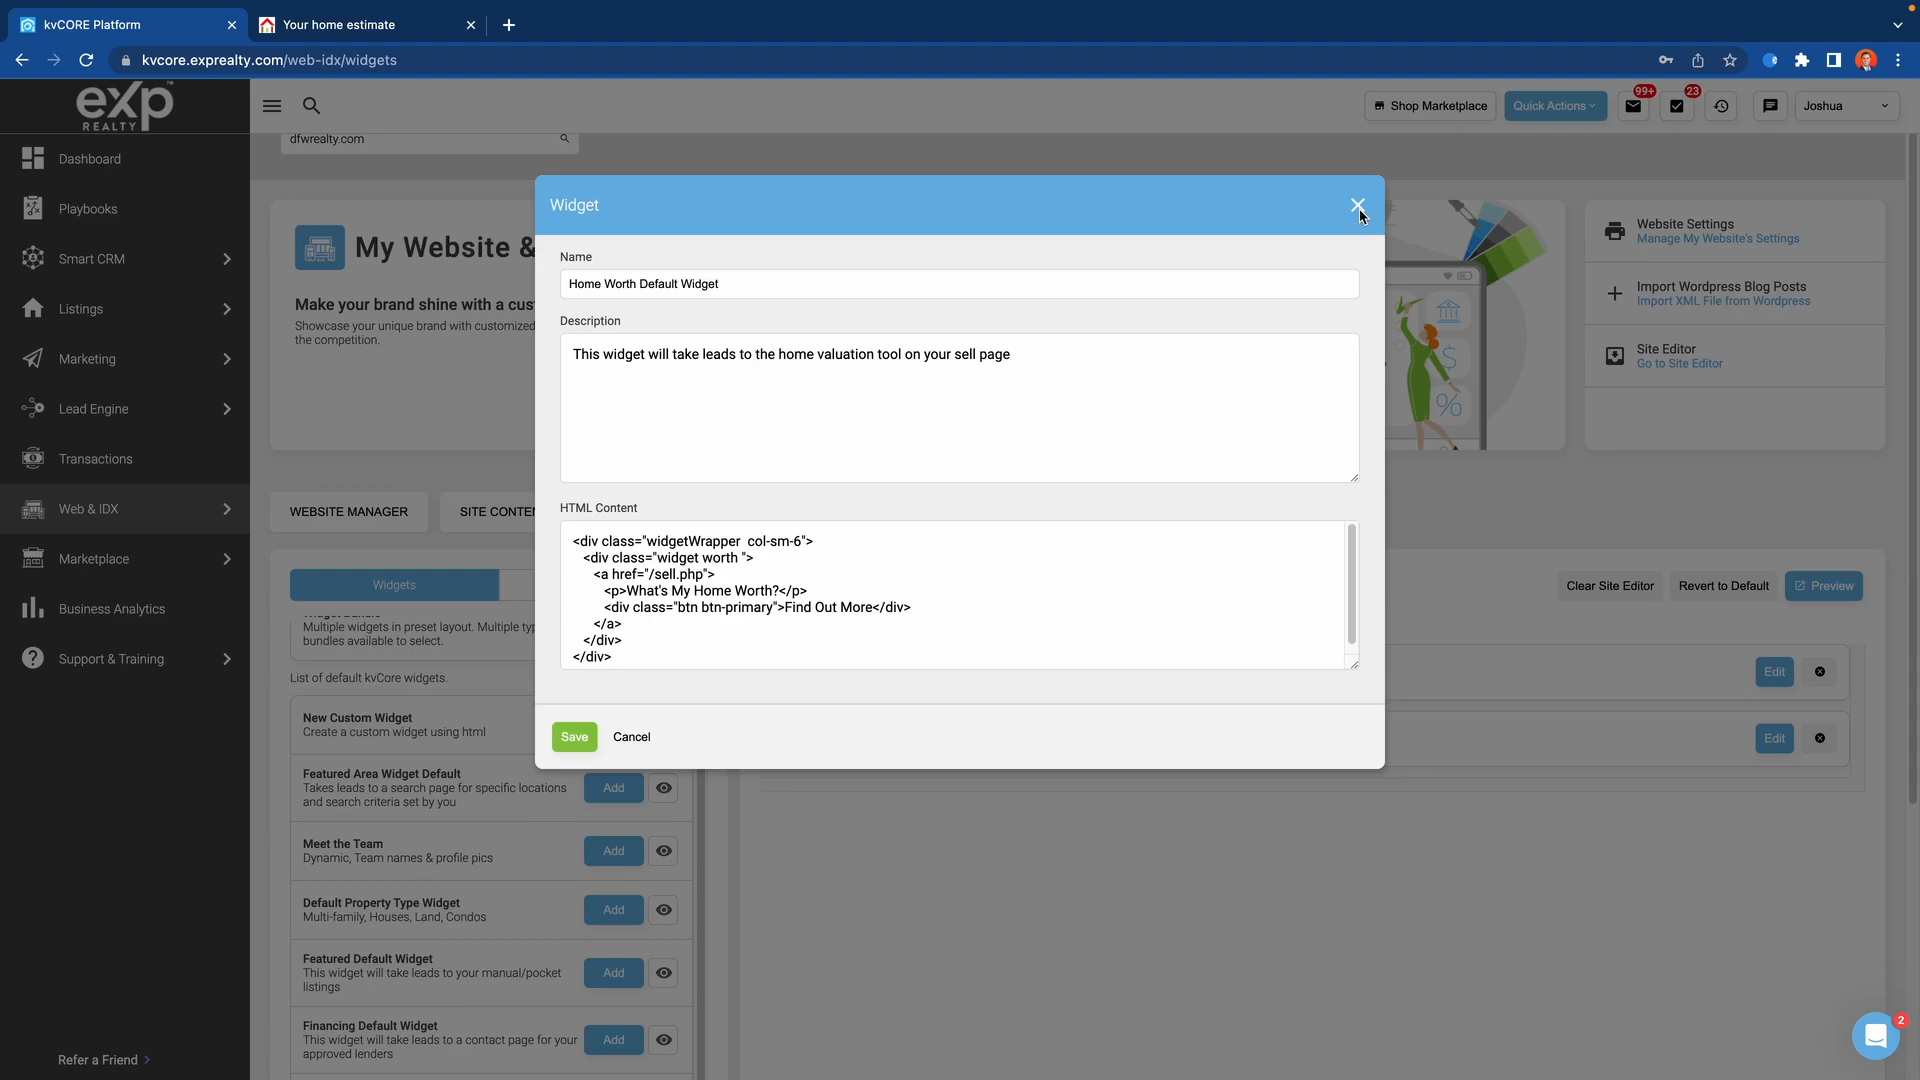 kvCORE Platform
Your home estimate
kvcore.exprealty.com/web-idx/widgets
eXp
REALTY
Shop Marketplace
Quick Actions
99+
23
Joshua
dfwrealty.com
Dashboard
Playbooks
Smart CRM
Listings
Marketing
Lead Engine
Transactions
Web & IDX
Marketplace
Business Analytics
Support & Training
Refer a Friend
My Website &
Make your brand shine with a cus
Showcase your unique brand with customized
the competition.
Website Settings
Manage My Website's Settings
Import Wordpress Blog Posts
Import XML File from Wordpress
Site Editor
Go to Site Editor
WEBSITE MANAGER
SITE CONTEN
Widgets
Clear Site Editor
Revert to Default
Preview
Multiple widgets in preset layout. Multiple typ
bundles available to select.
List of default kvCore widgets.
New Custom Widget
Create a custom widget using html
Featured Area Widget Default
Takes leads to a search page for specific locations
and search criteria set by you
Add
Meet the Team
Dynamic, Team names & profile pics
Add
Default Property Type Widget
Multi-family, Houses, Land, Condos
Add
Featured Default Widget
This widget will take leads to your manual/pocket
listings
Add
Financing Default Widget
This widget will take leads to a contact page for your
approved lenders
Add
Edit
Edit
Widget
Name
Home Worth Default Widget
Description
This widget will take leads to the home valuation tool on your sell page
HTML Content
<div class="widgetWrapper  col-sm-6">
<div class="widget worth ">
<a href="/sell.php">
<p>What's My Home Worth?</p>
<div class="btn btn-primary">Find Out More</div>
</a>
</div>
</div>
Save
Cancel
2